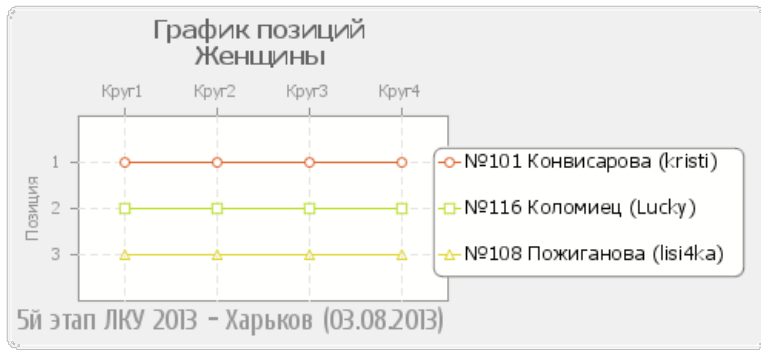 График позиций
Женщины
Круг1 Круг2 Круг3 Круг4
Позиция
1
2
3
№101 Конвисарова (kristi)
№116 Коломиец (Lucky)
№108 Пожиганова (lisi4ka)
5й этап ЛКУ 2013 - Харьков (03.08.2013)